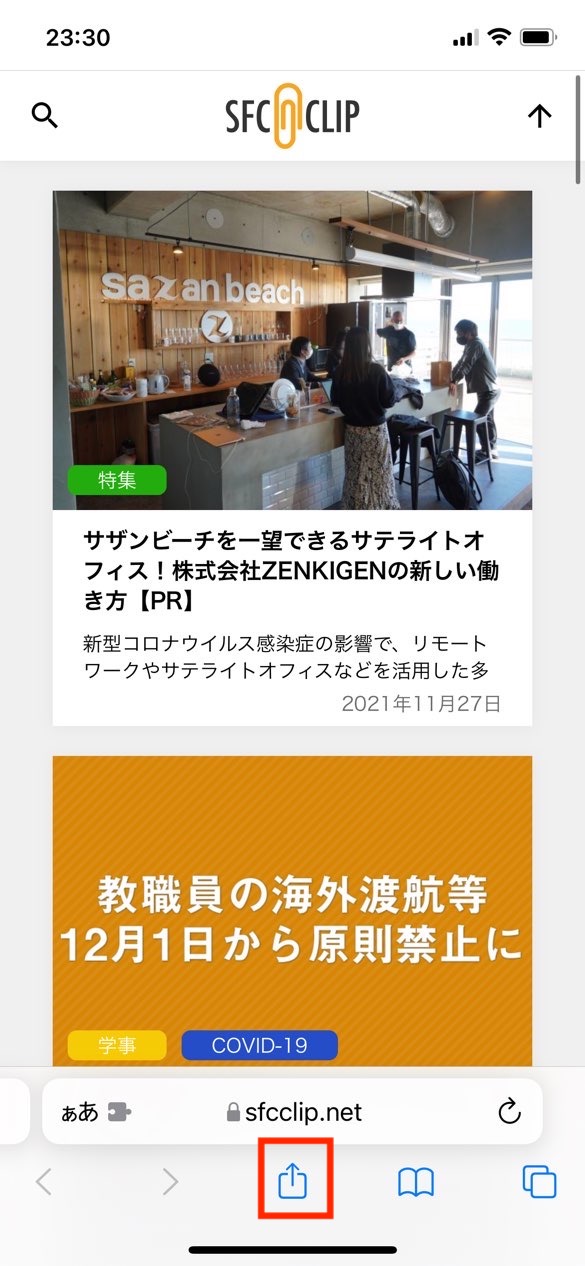 23:30
SFC CLIP
sazan beach
特集
サザンビーチを一望できるサテライトオ
フィス！株式会社ZENKIGENの新しい働
き方【PR】
新型コロナウイルス感染症の影響で、リモート
ワークやサテライトオフィスなどを活用した多
2021年11月27日
教職員の海外渡航等
12月1日から原則禁止に
学事
COVID-19
ぁあ
sfcclip.net